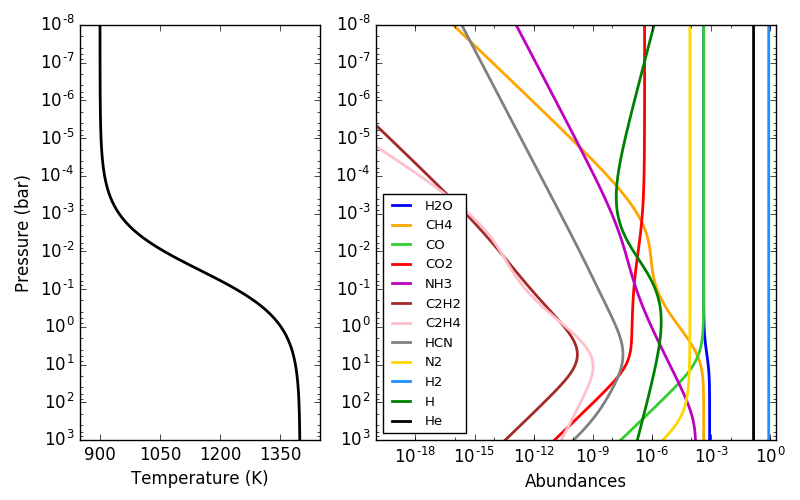 10^-8
10^-7
10^-6
10^-5
10^-4
10^-3
10^-2
10^-1
10^0
10^1
10^2
10^3
Pressure (bar)
900 1050 1200 1350
Temperature (K)
10^-8
10^-7
10^-6
10^-5
10^-4
10^-3
10^-2
10^-1
10^0
10^1
10^2
10^3
H2O
CH4
CO
CO2
NH3
C2H2
C2H4
HCN
N2
H2
H
He
10^-18 10^-15 10^-12 10^-9 10^-6 10^-3 10^0
Abundances